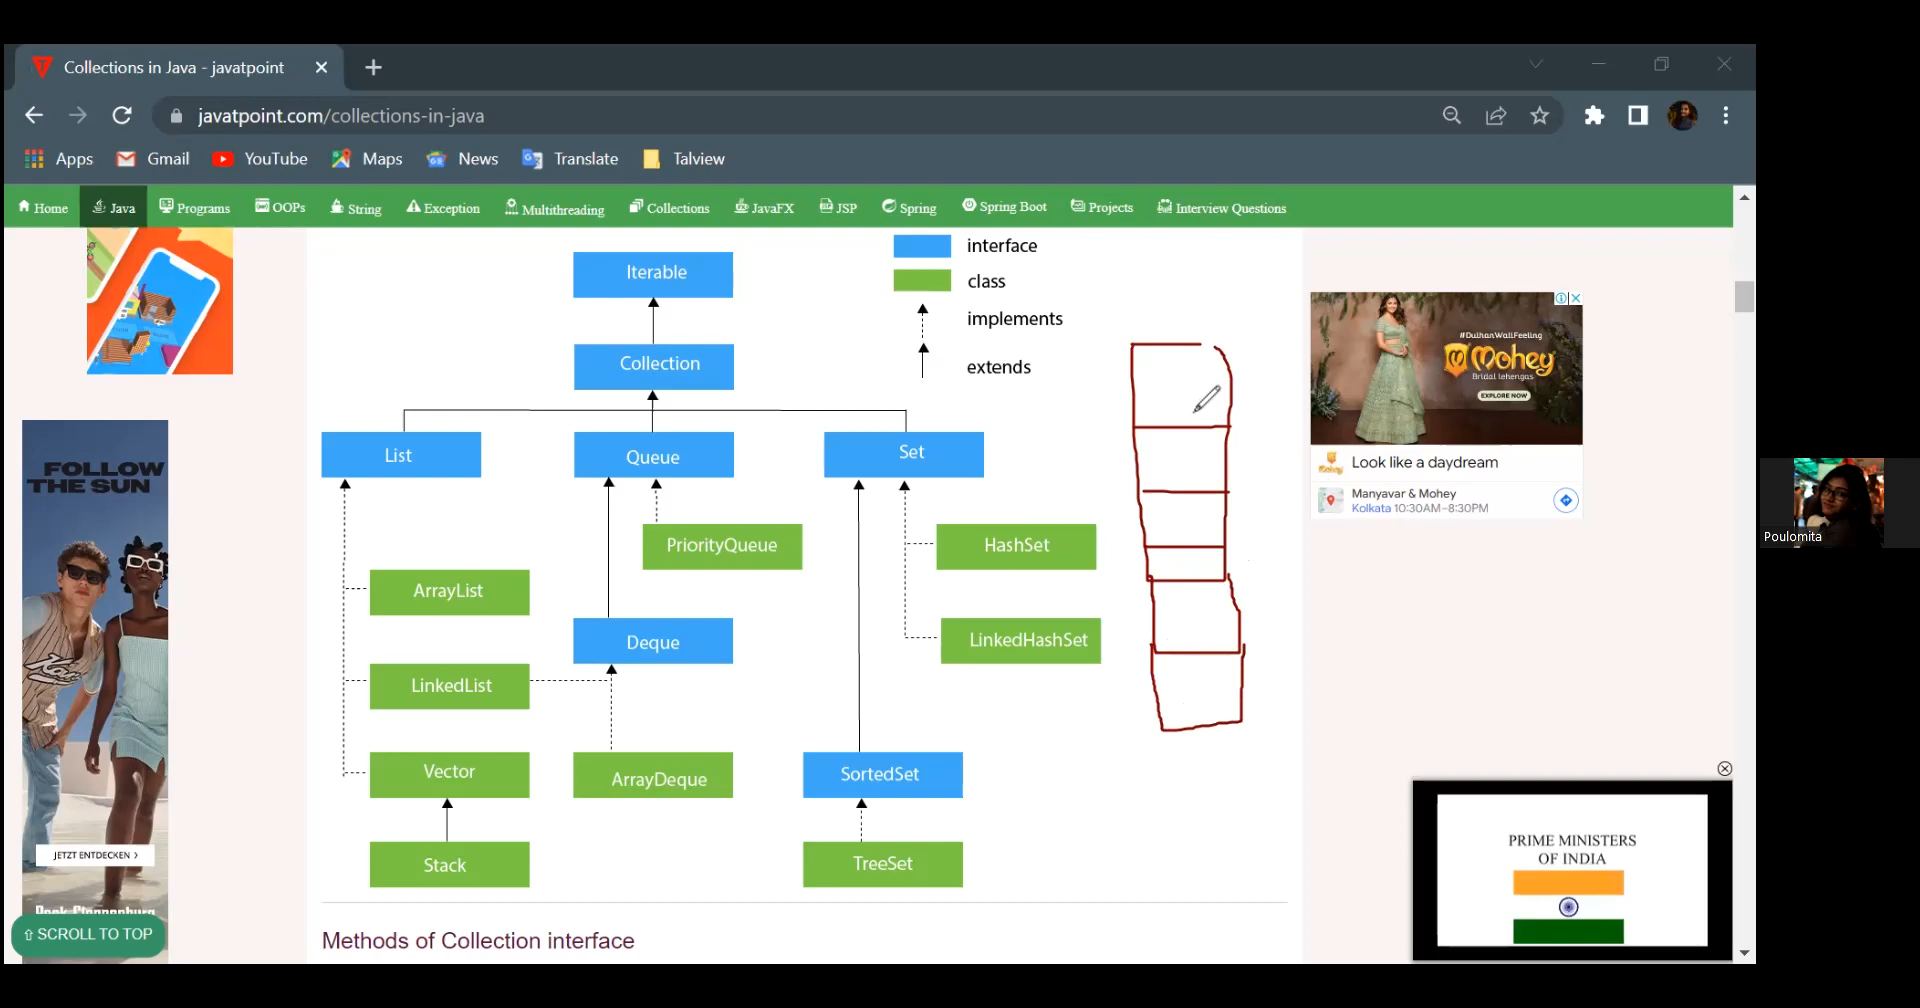 Collections in Java - javatpoint
javatpoint.com/collections-in-java
Apps Gmail YouTube Maps News Translate Talview
Home Java Programs OOPs String Exception Multithreading Collections JavaFX JSP Spring Spring Boot Projects Interview Questions
Iterable
interface
class
implements
extends
Collection
List
Queue
Set
PriorityQueue
HashSet
ArrayList
Deque
LinkedHashSet
LinkedList
Vector
ArrayDeque
SortedSet
Stack
TreeSet
Methods of Collection interface
FOLLOW
THE SUN
JETZT ENTDECKEN >
⇧ SCROLL TO TOP
#DulhanWaliFeeling
Mohey
Bridal lehengas
EXPLORE NOW
Look like a daydream
Manyavar & Mohey
Kolkata 10:30AM–8:30PM
PRIME MINISTERS
OF INDIA
Poulomita